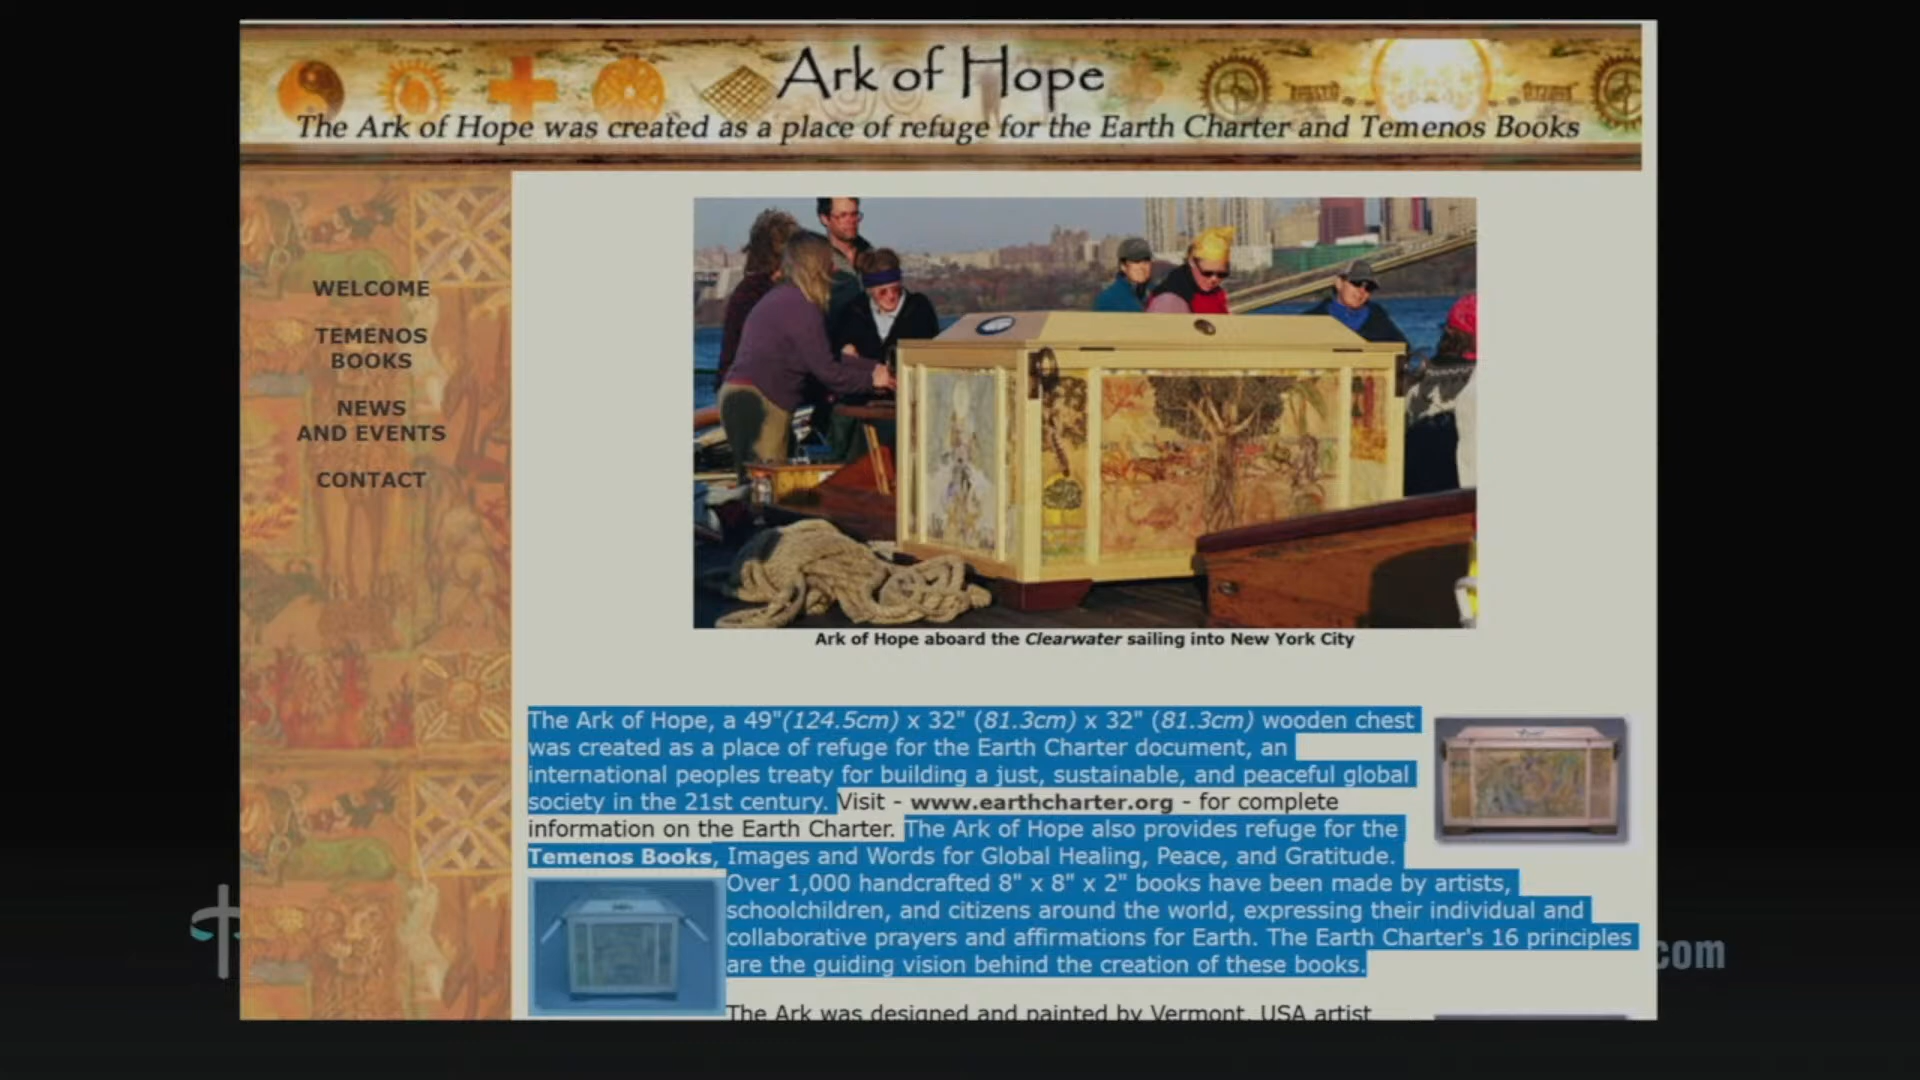 Ark of Hope
The Ark of Hope was created as a place of refuge for the Earth Charter and Temenos Books
WELCOME
TEMENOS
BOOKS
NEWS
AND EVENTS
CONTACT
Ark of Hope aboard the Clearwater sailing into New York City
The Ark of Hope, a 49"(124.5cm) x 32" (81.3cm) x 32" (81.3cm) wooden chest
was created as a place of refuge for the Earth Charter document, an
international peoples treaty for building a just, sustainable, and peaceful global
society in the 21st century. Visit - www.earthcharter.org - for complete
information on the Earth Charter. The Ark of Hope also provides refuge for the
Temenos Books, Images and Words for Global Healing, Peace, and Gratitude.
Over 1,000 handcrafted 8" x 8" x 2" books have been made by artists,
schoolchildren, and citizens around the world, expressing their individual and
collaborative prayers and affirmations for Earth. The Earth Charter's 16 principles
are the guiding vision behind the creation of these books.
The Ark was designed and painted by Vermont, USA artist
.com